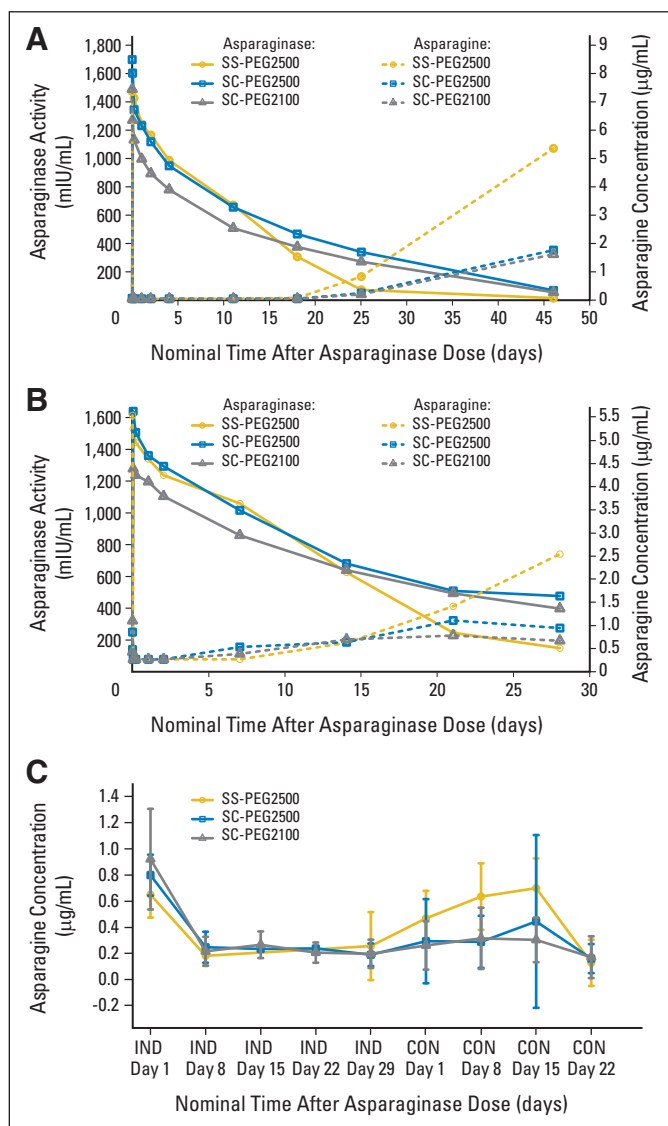 A
Asparaginase:
Asparagine:
SS-PEG2500
SS-PEG2500
SC-PEG2500
SC-PEG2500
SC-PEG2100
SC-PEG2100
Asparaginase Activity
(mIU/mL)
1,800
1,600
1,400
1,200
1,000
800
600
400
200
9
8
7
6
5
4
3
2
1
0
Asparagine Concentration (µg/mL)
0 5 10 15 20 25 30 35 40 45 50
Nominal Time After Asparaginase Dose (days)
B
Asparaginase:
Asparagine:
SS-PEG2500
SS-PEG2500
SC-PEG2500
SC-PEG2500
SC-PEG2100
SC-PEG2100
Asparaginase Activity
(mIU/mL)
1,600
1,400
1,200
1,000
800
600
400
200
5.5
5.0
4.5
4.0
3.5
3.0
2.5
2.0
1.5
1.0
0.5
0
Asparagine Concentration (µg/mL)
0 5 10 15 20 25 30
Nominal Time After Asparaginase Dose (days)
C
SS-PEG2500
SC-PEG2500
SC-PEG2100
Asparagine Concentration
(µg/mL)
1.4
1.2
1.0
0.8
0.6
0.4
0.2
0.0
-0.2
IND IND IND IND IND CON CON CON CON
Day 1 Day 8 Day 15 Day 22 Day 29 Day 1 Day 8 Day 15 Day 22
Nominal Time After Asparaginase Dose (days)